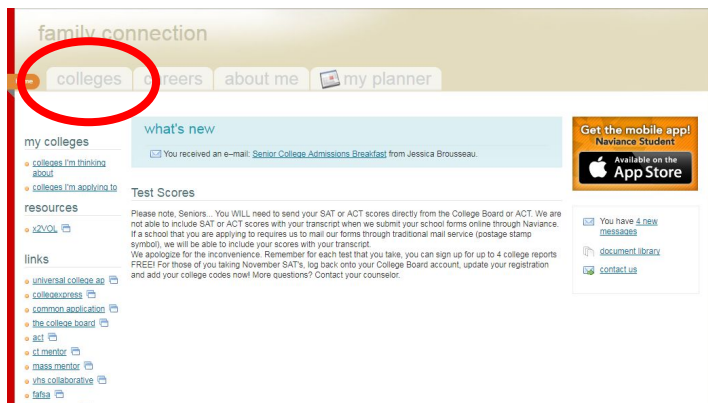 family connection
colleges
careers
about me
my planner
my colleges
colleges I'm thinking
about
colleges I'm applying to
resources
x2VOL
links
universal college ap
collegexpress
common application
the college board
act
ct mentor
mass mentor
vhs collaborative
fafsa
what's new
You received an e-mail: Senior College Admissions Breakfast from Jessica Brousseau.
Test Scores
Please note, Seniors... You WILL need to send your SAT or ACT scores directly from the College Board or ACT. We are
not able to include SAT or ACT scores with your transcript when we submit your school forms online through Naviance.
If a school that you are applying to requires us to mail our forms through traditional mail service (postage stamp
symbol), we will be able to include your scores with your transcript.
We apologize for the inconvenience. Remember for each test that you take, you can sign up for up to 4 college reports
FREE! For those of you taking November SAT's, log back onto your College Board account, update your registration
and add your college codes now! More questions? Contact your counselor.
Get the mobile app!
Naviance Student
Available on the
App Store
You have 4 new
messages
document library
contact us